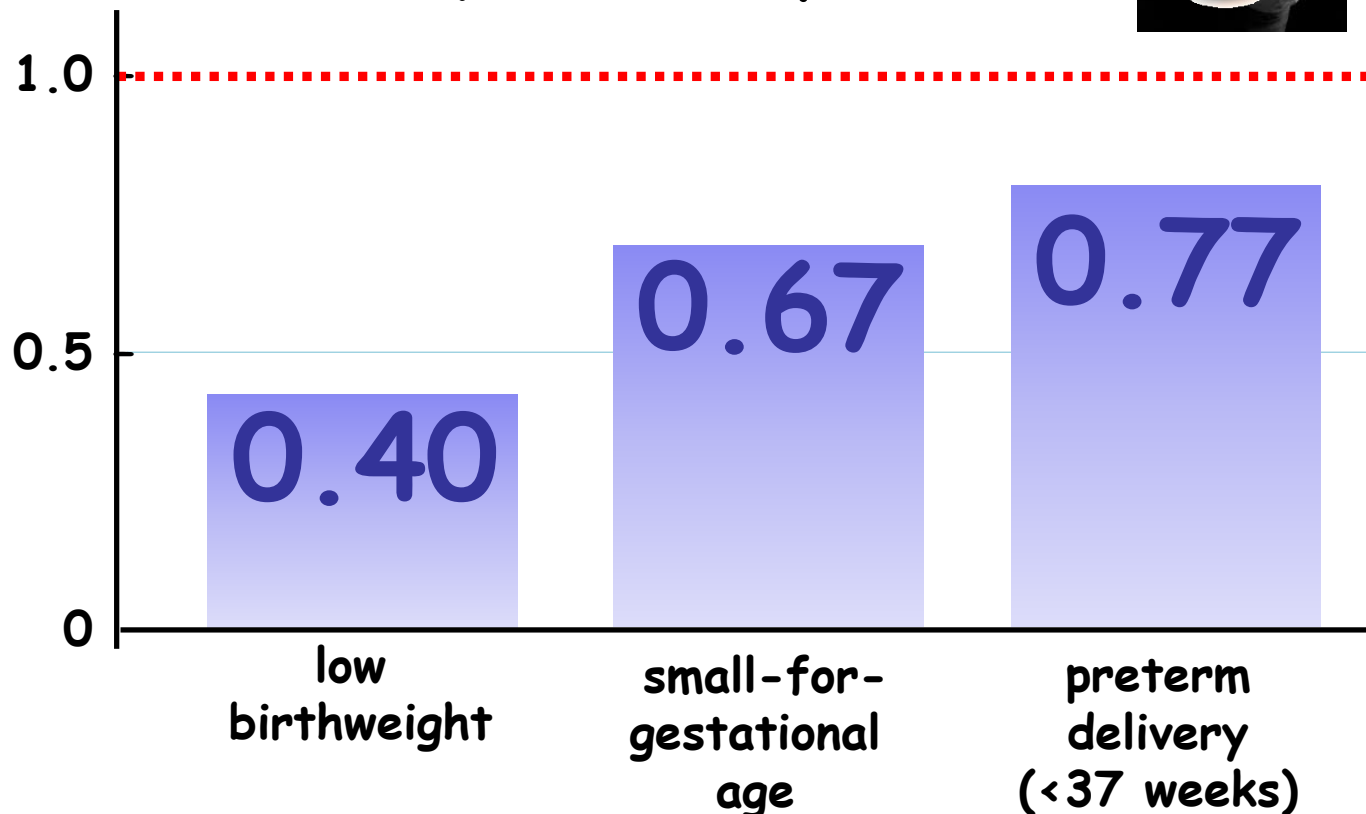 1.0
0.5
0
0.40
0.67
0.77
low
birthweight
small-for-
gestational
age
preterm
delivery
(<37 weeks)